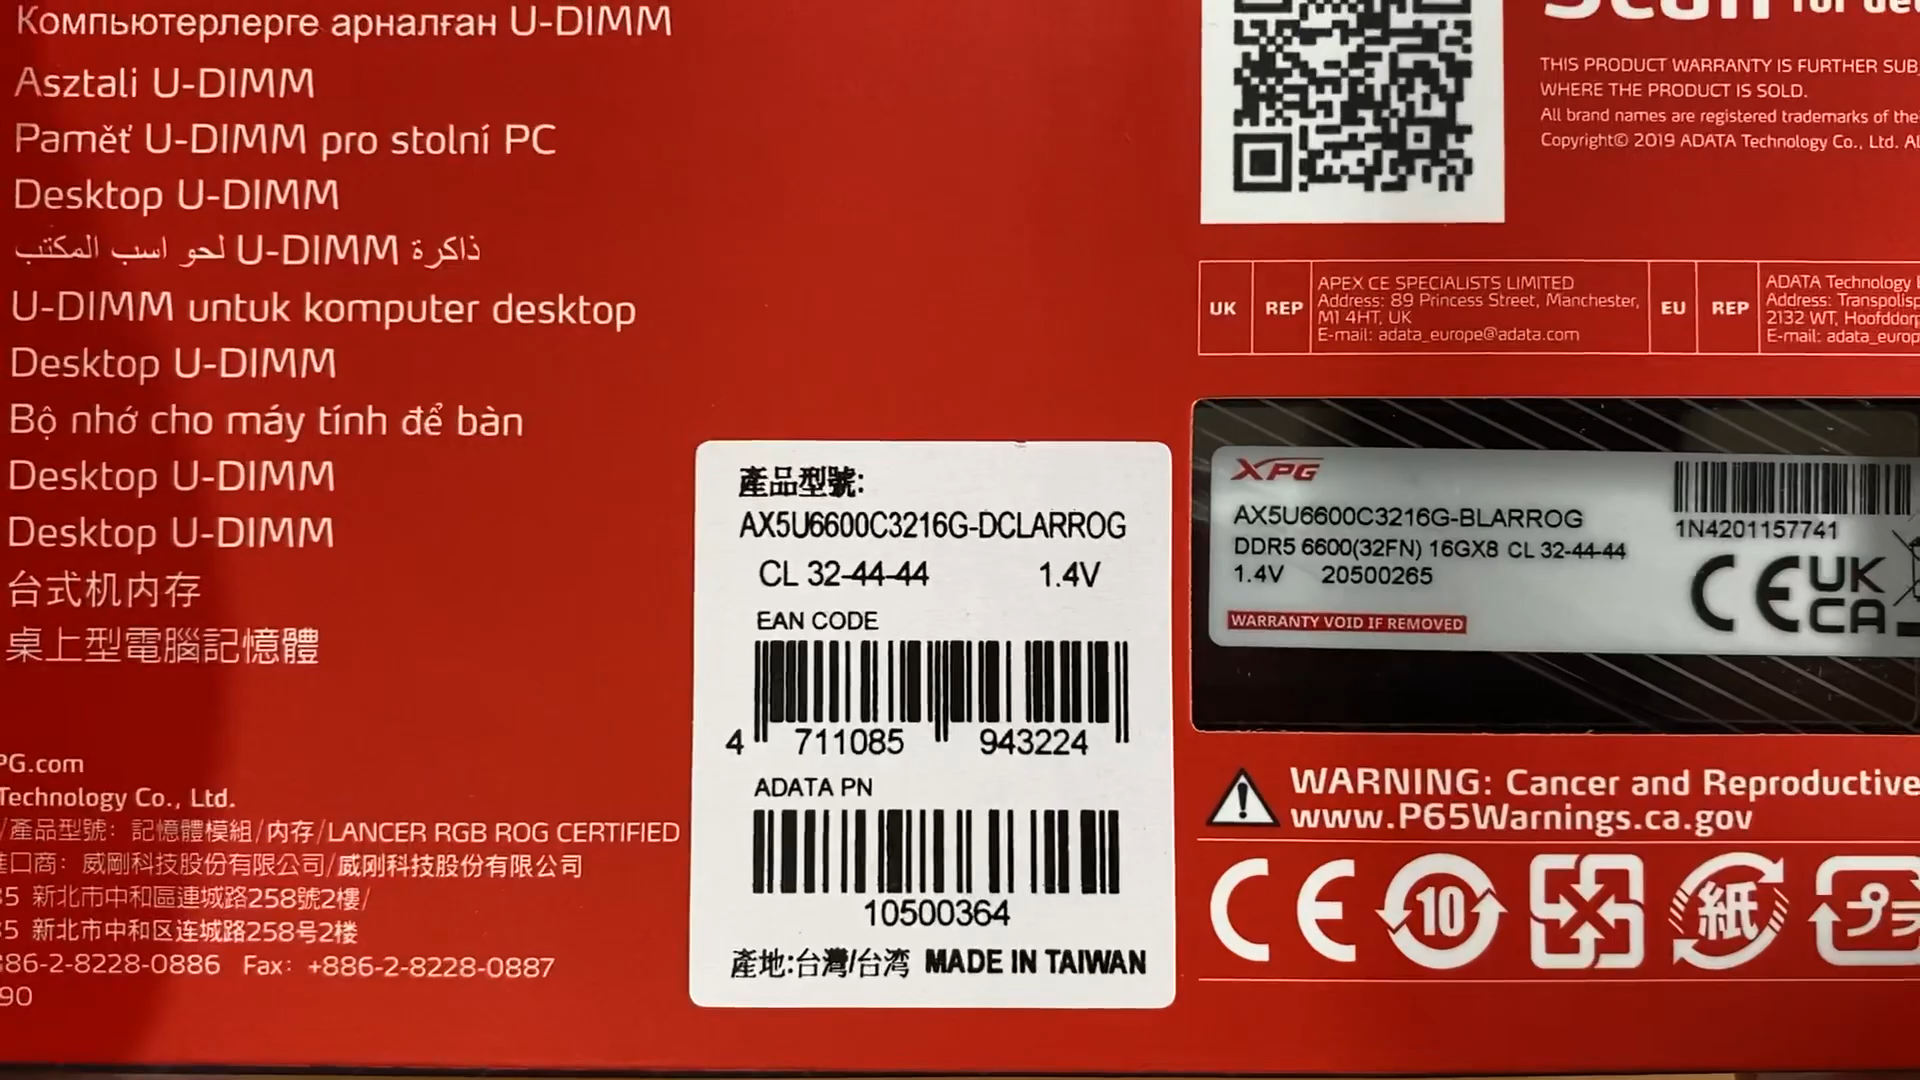 Компьютерлерге арналған U-DIMM
Asztali U-DIMM
Paměť U-DIMM pro stolní PC
Desktop U-DIMM
ذاكرة U-DIMM لحو اسب المكتب
U-DIMM untuk komputer desktop
Desktop U-DIMM
Bộ nhớ cho máy tính để bàn
Desktop U-DIMM
Desktop U-DIMM
台式机内存
桌上型電腦記憶體
PG.com
Technology Co., Ltd.
/產品型號: 記憶體模組/内存/LANCER RGB ROG CERTIFIED
口商: 威剛科技股份有限公司/威刚科技股份有限公司
新北市中和區連城路258號2樓/
新北市中和区连城路258号2楼
86-2-8228-0886 Fax: +886-2-8228-0887
90
產品型號:
AX5U6600C3216G-DCLARROG
CL 32-44-44 1.4V
EAN CODE
4 711085 943224
ADATA PN
10500364
產地:台灣/台湾 MADE IN TAIWAN
Scan for
THIS PRODUCT WARRANTY IS FURTHER
WHERE THE PRODUCT IS SOLD.
All brand names are registered trademarks of the
Copyright© 2019 ADATA Technology Co., Ltd.
UK REP
APEX CE SPECIALISTS LIMITED
Address: 89 Princess Street, Manchester,
M1 4HT, UK
E-mail: adata_europe@adata.com
EU REP
ADATA Technology
Address:
2132 WT,
E-mail:
XPG
AX5U6600C3216G-BLARROG
DDR5 6600(32FN) 16GX8 CL 32-44-44
1.4V 20500265
WARRANTY VOID IF REMOVED
1N4201157741
CE UK
CA
WARNING: Cancer and Reproductive
www.P65Warnings.ca.gov
CE 10 紙 プラ